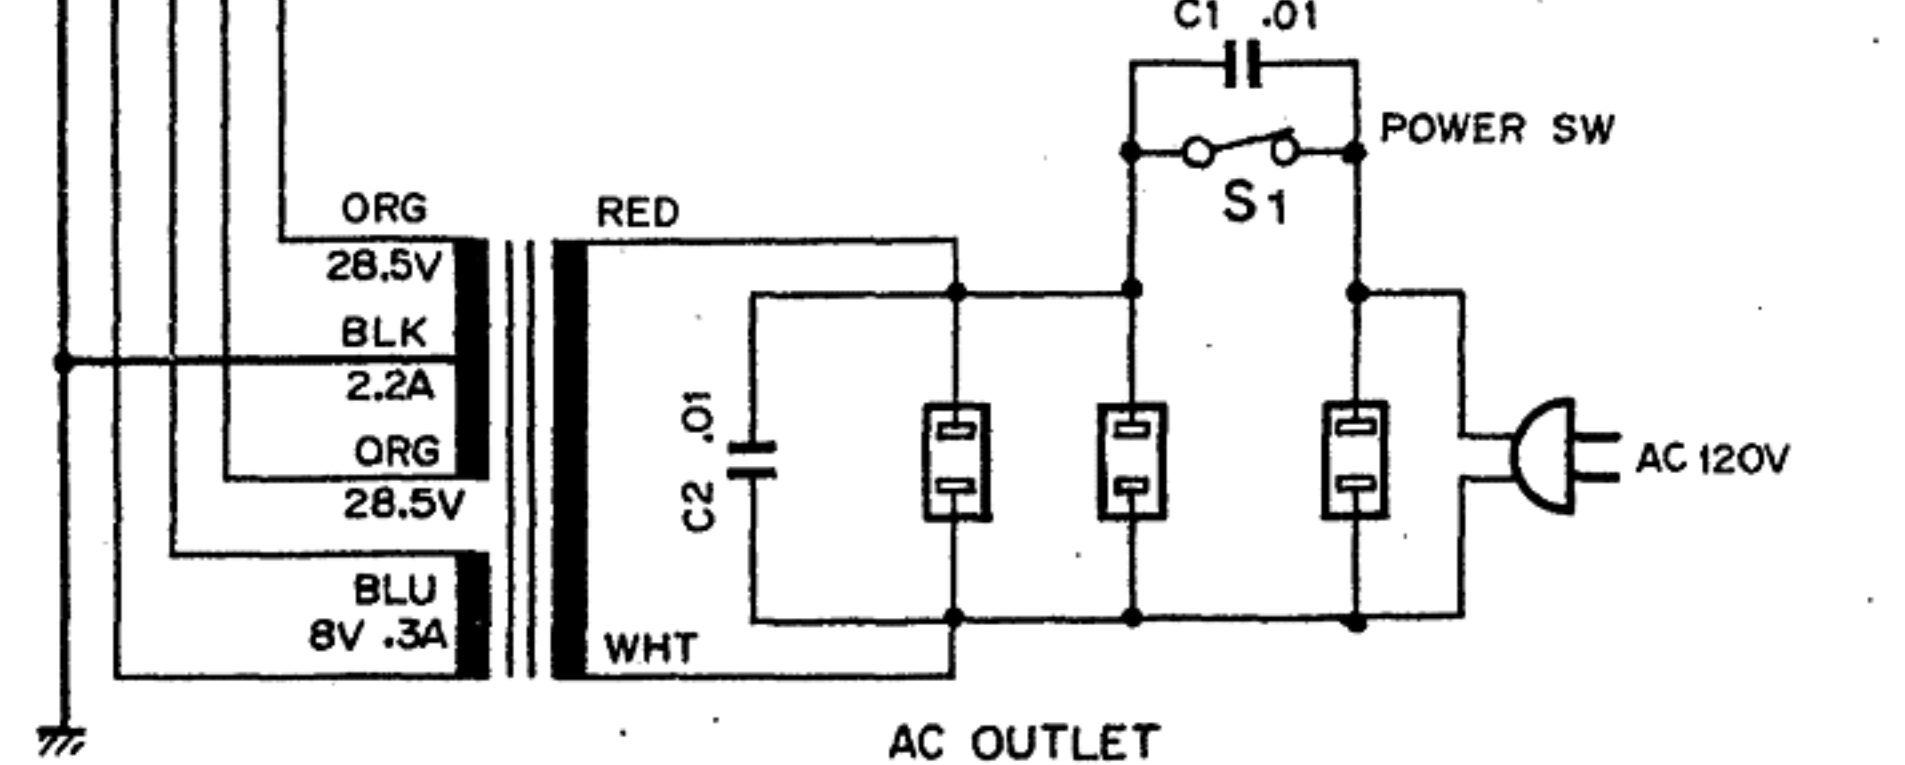 C1 .01
POWER SW
S1
ORG
28.5V
RED
BLK
2.2A
ORG
28.5V
C2 .01
AC 120V
BLU
8V .3A
WHT
AC OUTLET